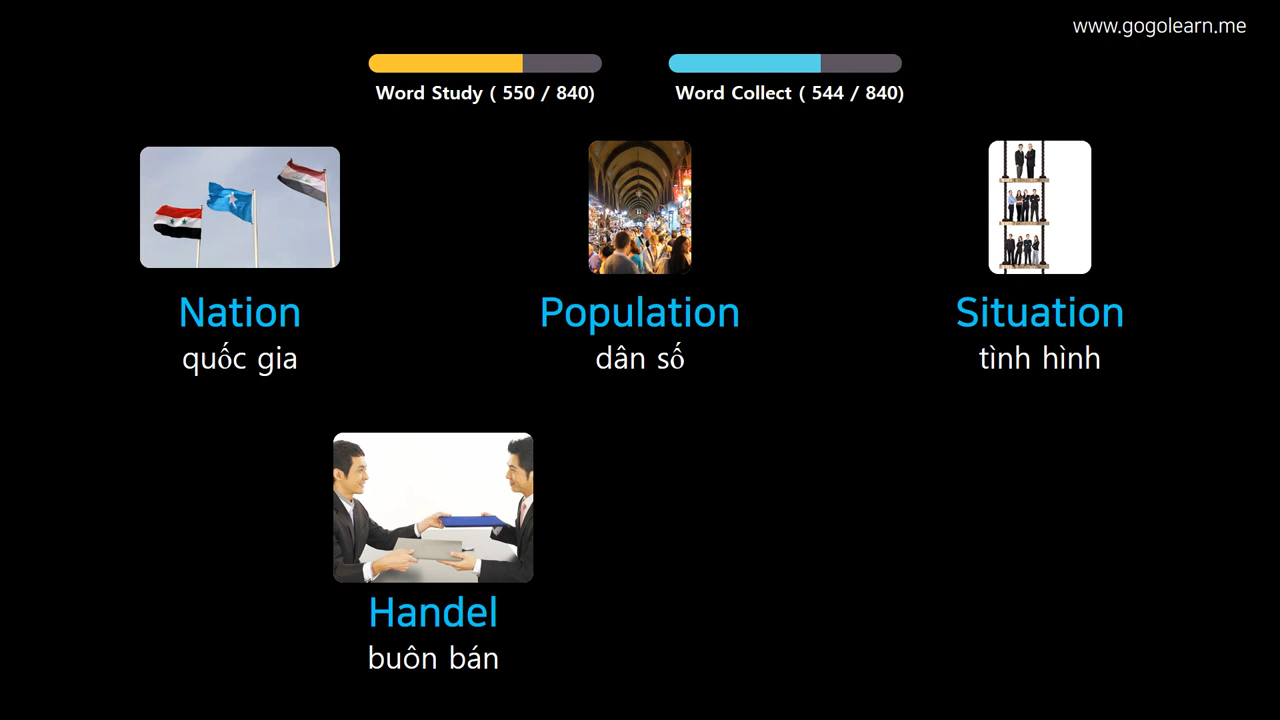 www.gogolearn.me
Word Study ( 550 / 840)
Word Collect ( 544 / 840)
Nation
quốc gia
Population
dân số
Situation
tình hình
Handel
buôn bán